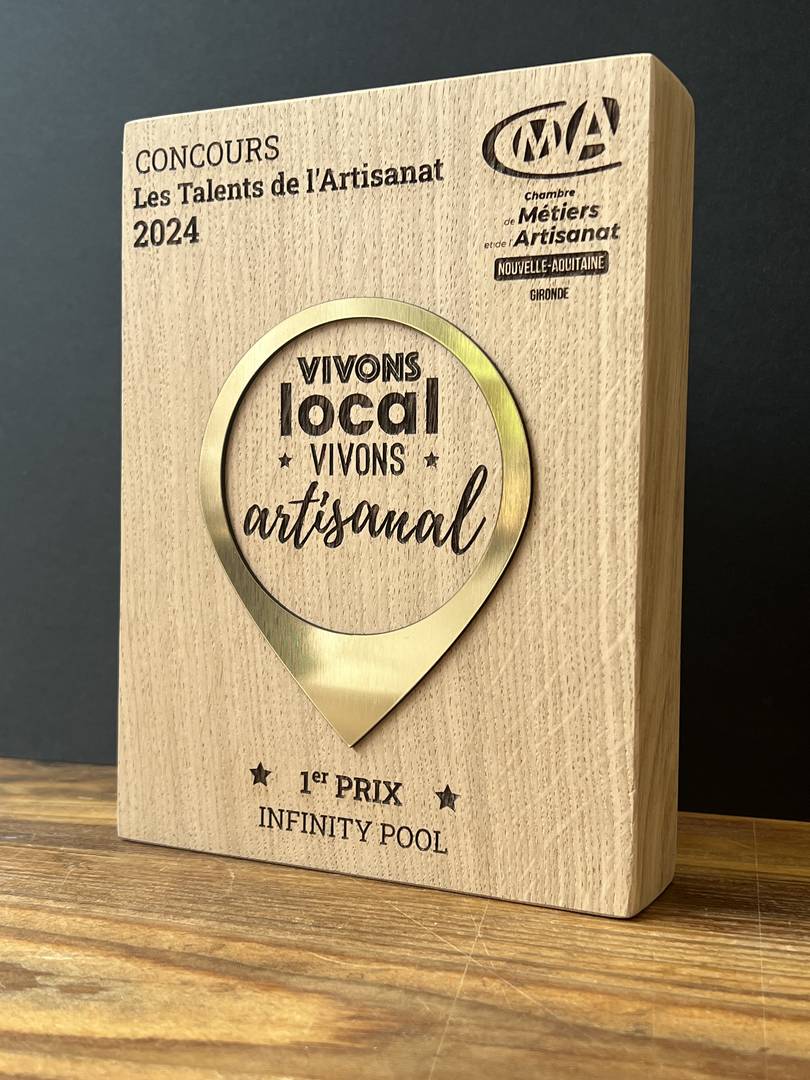 CONCOURS
Les Talents de l'Artisanat
2024
CMA
Chambre
de Métiers
et de l'Artisanat
NOUVELLE-AQUITAINE
GIRONDE
VIVONS
local
VIVONS
artisanal
1er PRIX
INFINITY POOL